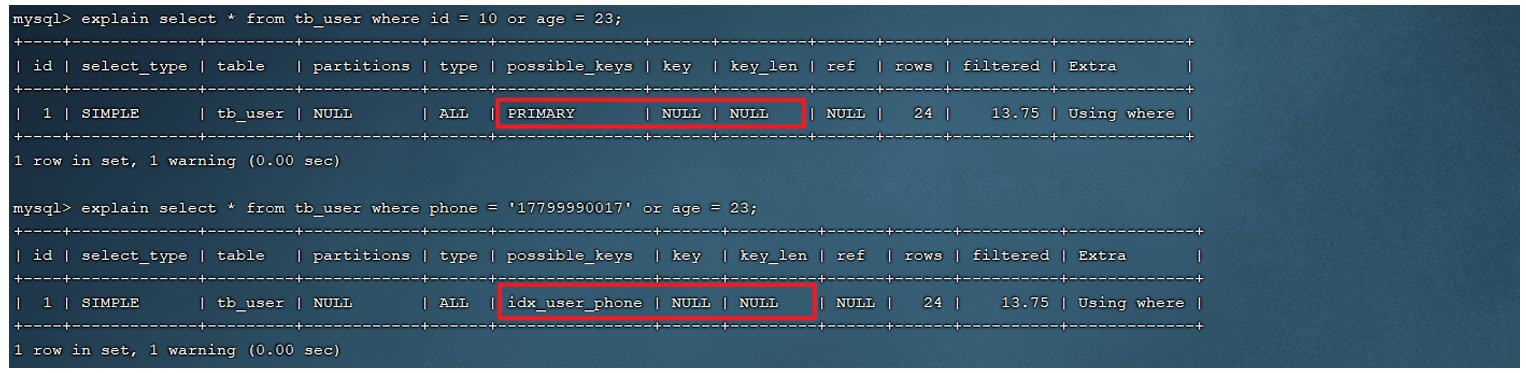 mysql> explain select * from tb_user where id = 10 or age = 23;
+----+-------------+---------+------------+------+---------------+------+---------+------+------+----------+-------------+
| id | select_type | table   | partitions | type | possible_keys | key  | key_len | ref  | rows | filtered | Extra       |
+----+-------------+---------+------------+------+---------------+------+---------+------+------+----------+-------------+
|  1 | SIMPLE      | tb_user | NULL       | ALL  | PRIMARY       | NULL | NULL    | NULL |   24 |    13.75 | Using where |
+----+-------------+---------+------------+------+---------------+------+---------+------+------+----------+-------------+
1 row in set, 1 warning (0.00 sec)
mysql> explain select * from tb_user where phone = '17799990017' or age = 23;
+----+-------------+---------+------------+------+----------------+------+---------+------+------+----------+-------------+
| id | select_type | table   | partitions | type | possible_keys  | key  | key_len | ref  | rows | filtered | Extra       |
+----+-------------+---------+------------+------+----------------+------+---------+------+------+----------+-------------+
|  1 | SIMPLE      | tb_user | NULL       | ALL  | idx_user_phone | NULL | NULL    | NULL |   24 |    13.75 | Using where |
+----+-------------+---------+------------+------+----------------+------+---------+------+------+----------+-------------+
1 row in set, 1 warning (0.00 sec)